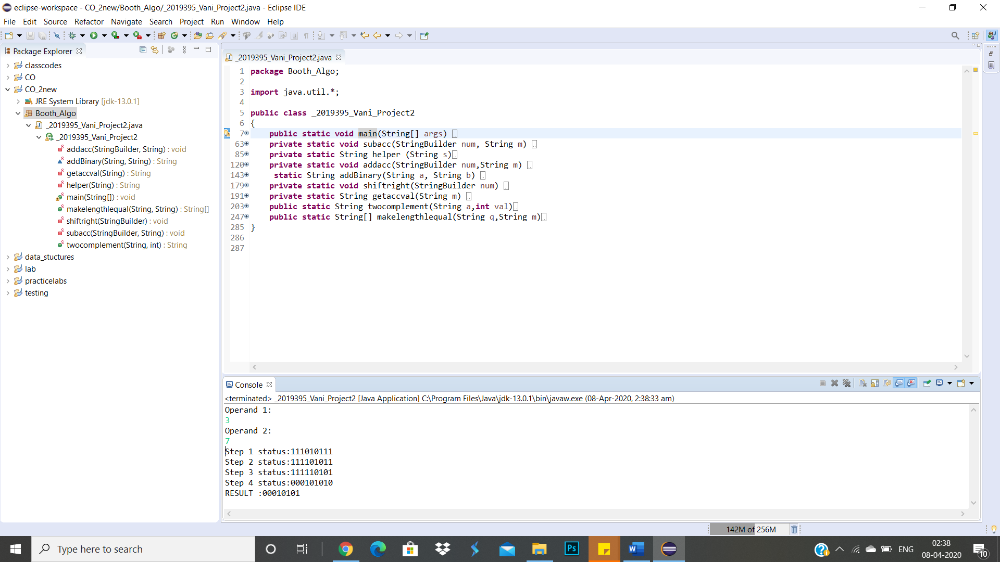 eclipse-workspace - CO_2new/Booth_Algo/_2019395_Vani_Project2.java - Eclipse IDE
File Edit Source Refactor Navigate Search Project Run Window Help
Package Explorer
classcodes
CO
CO_2new
JRE System Library [jdk-13.0.1]
Booth_Algo
_2019395_Vani_Project2.java
_2019395_Vani_Project2
addacc(StringBuilder, String) : void
addBinary(String, String) : String
getaccval(String) : String
helper(String) : String
main(String[]) : void
makelengthlequal(String, String) : String[]
shiftright(StringBuilder) : void
subacc(StringBuilder, String) : void
twocomplement(String, int) : String
data_stuctures
lab
practicelabs
testing
_2019395_Vani_Project2.java
1 package Booth_Algo;
2
3 import java.util.*;
4
5 public class _2019395_Vani_Project2
6 {
7 public static void main(String[] args)
63 private static void subacc(StringBuilder num, String m)
85 private static String helper (String s)
120 private static void addacc(StringBuilder num,String m)
143 static String addBinary(String a, String b)
179 private static void shiftright(StringBuilder num)
191 private static String getaccval(String m)
203 public static String twocomplement(String a,int val)
247 public static String[] makelengthlequal(String q,String m)
285 }
286
287
Console
<terminated> _2019395_Vani_Project2 [Java Application] C:\Program Files\Java\jdk-13.0.1\bin\javaw.exe (08-Apr-2020, 2:38:33 am)
Operand 1:
3
Operand 2:
7
Step 1 status:111010111
Step 2 status:111101011
Step 3 status:111110101
Step 4 status:000101010
RESULT :00010101
142M of 256M
Type here to search
Ps
W
ENG
02:38
08-04-2020
10